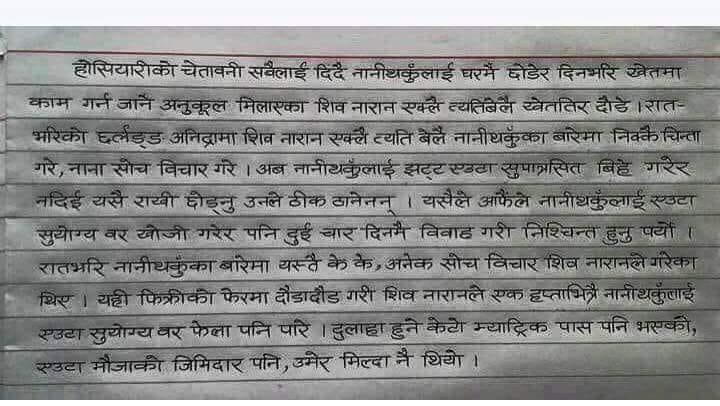 होसियारीको चेतावनी सबैलाई दिँदै नानीथकुँलाई घरमै छोडेर दिनभरि खेतमा
काम गर्न जानै अनुकूल मिलाएका शिव नारान एक्लै त्यतिबेलै खेततिर दौडे । रात-
भरिको छर्लङ्ङ अनिद्रामा शिव नारान एक्लै त्यति बेलै नानीथकुँका बारेमा निक्कै चिन्ता
गरे, नाना सोच विचार गरे । अब नानीथकुँलाई झट्ट एउटा सुपात्रसित बिहे गरेर
नदिई यसै राखी छोड्नु उनले ठीक ठानेनन् । यसैले आफैंले नानीथकुँलाई एउटा
सुयोग्य वर खोजी गरेर पनि दुई चार दिनमै विवाह गरी निश्चिन्त हुनु पर्यो ।
रातभरि नानीथकुँका बारेमा यस्तै के के, अनेक सोच विचार शिव नारानले गरेका
थिए । यही फिक्रीको फेरमा दौडादौड गरी शिव नारानले एक हप्ताभित्रै नानीथकुँलाई
एउटा सुयोग्य वर फेला पनि पारे । दुलाहा हुने केटो म्याट्रिक पास पनि भएको,
एउटा मौजाको जिमिदार पनि, उमेर मिल्दा नै थियो ।